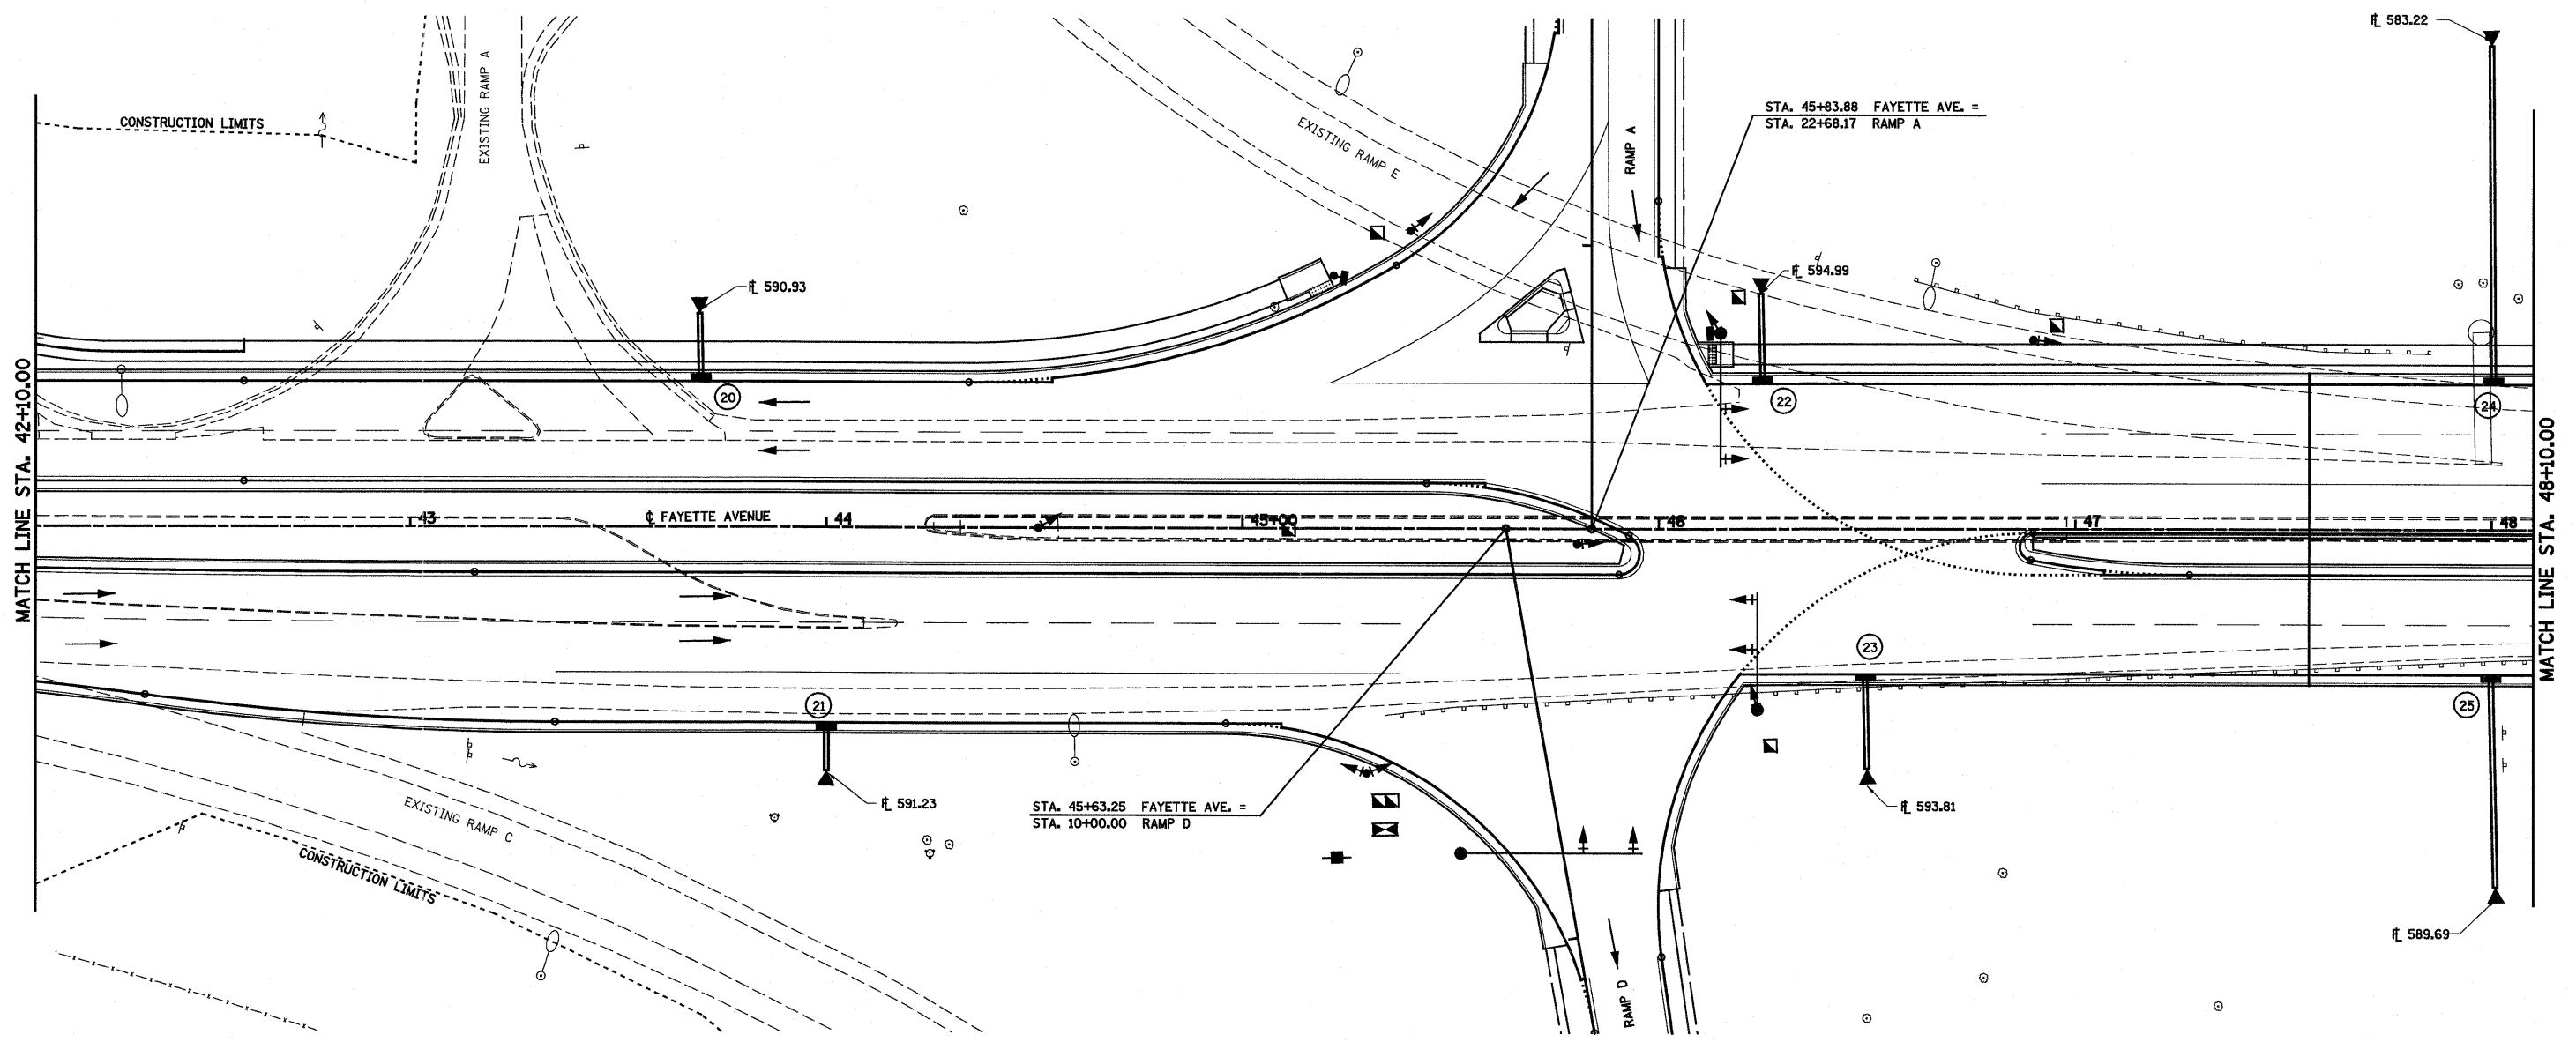 ℄ 583.22
EXISTING RAMP A
CONSTRUCTION LIMITS
STA. 45+83.88 FAYETTE AVE. =
STA. 22+68.17 RAMP A
EXISTING RAMP E
RAMP A
℄ 590.93
℄ 594.99
20
22
24
MATCH LINE STA. 42+10.00
MATCH LINE STA. 48+10.00
43
℄ FAYETTE AVENUE
44
45+00
46
47
48
23
21
25
℄ 591.23
STA. 45+63.25 FAYETTE AVE. =
STA. 10+00.00 RAMP D
℄ 593.81
EXISTING RAMP C
CONSTRUCTION LIMITS
℄ 589.69
RAMP D